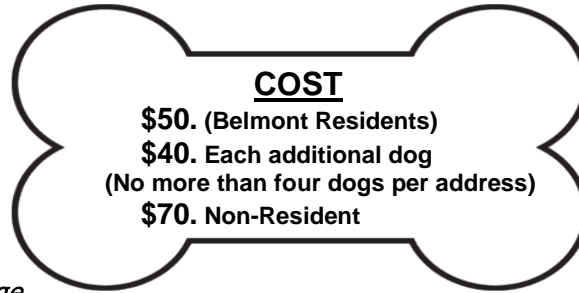 COST
$50. (Belmont Residents)
$40. Each additional dog
(No more than four dogs per address)
$70. Non-Resident